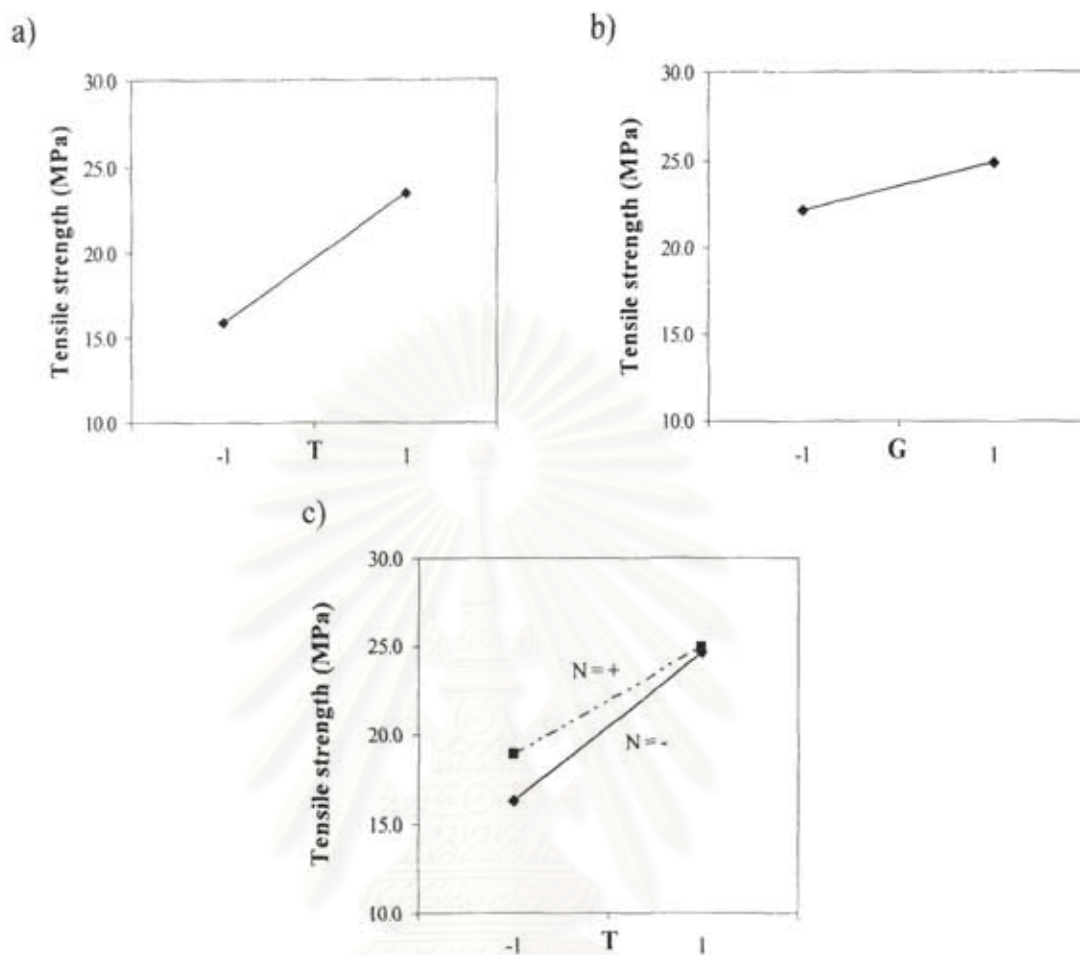 a)
30.0
25.0
20.0
15.0
10.0
Tensile strength (MPa)
-1 T 1
b)
30.0
25.0
20.0
15.0
10.0
Tensile strength (MPa)
-1 G 1
c)
30.0
25.0
20.0
15.0
10.0
Tensile strength (MPa)
N=+
N=-
-1 T 1